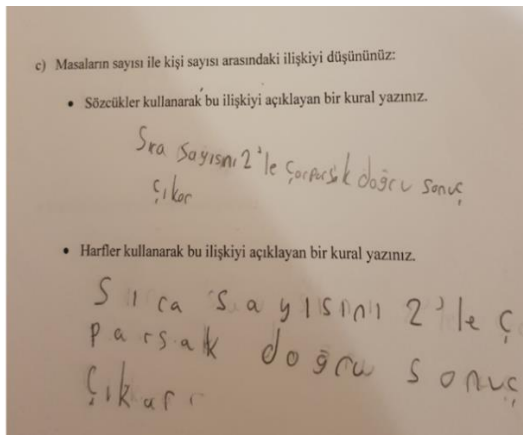 c) Masaların sayısı ile kişi sayısı arasındaki ilişkiyi düşününüz:
• Sözcükler kullanarak bu ilişkiyi açıklayan bir kural yazınız.
Sıra sayısnı 2'le çarparsak doğru sonuç
çıkar
• Harfler kullanarak bu ilişkiyi açıklayan bir kural yazınız.
Sıra sayısını 2'le ç
parsak doğru sonuç
çıkarr